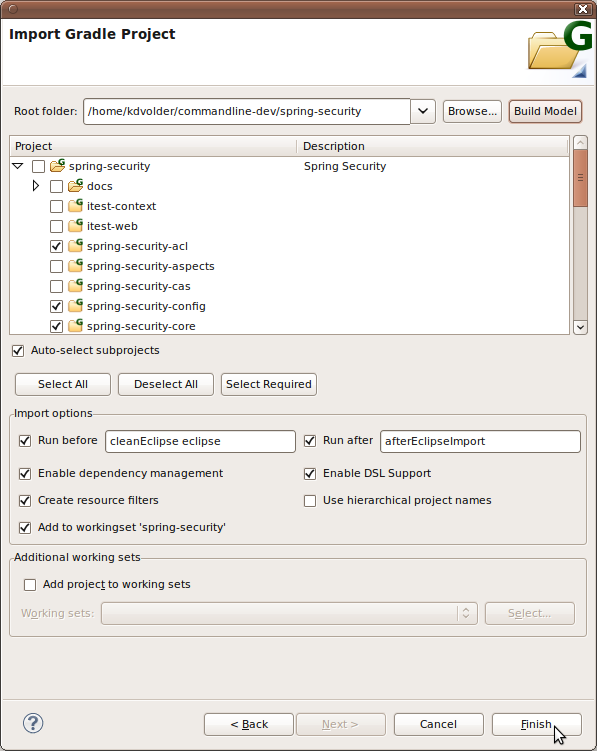 Import Gradle Project
G
Root folder: /home/kdvolder/commandline-dev/spring-security Browse... Build Model
Project Description
spring-security Spring Security
docs
itest-context
itest-web
spring-security-acl
spring-security-aspects
spring-security-cas
spring-security-config
spring-security-core
Auto-select subprojects
Select All Deselect All Select Required
Import options
Run before cleanEclipse eclipse Run after afterEclipseImport
Enable dependency management Enable DSL Support
Create resource filters Use hierarchical project names
Add to workingset 'spring-security'
Additional working sets
Add project to working sets
Working sets: Select...
? < Back Next > Cancel Finish